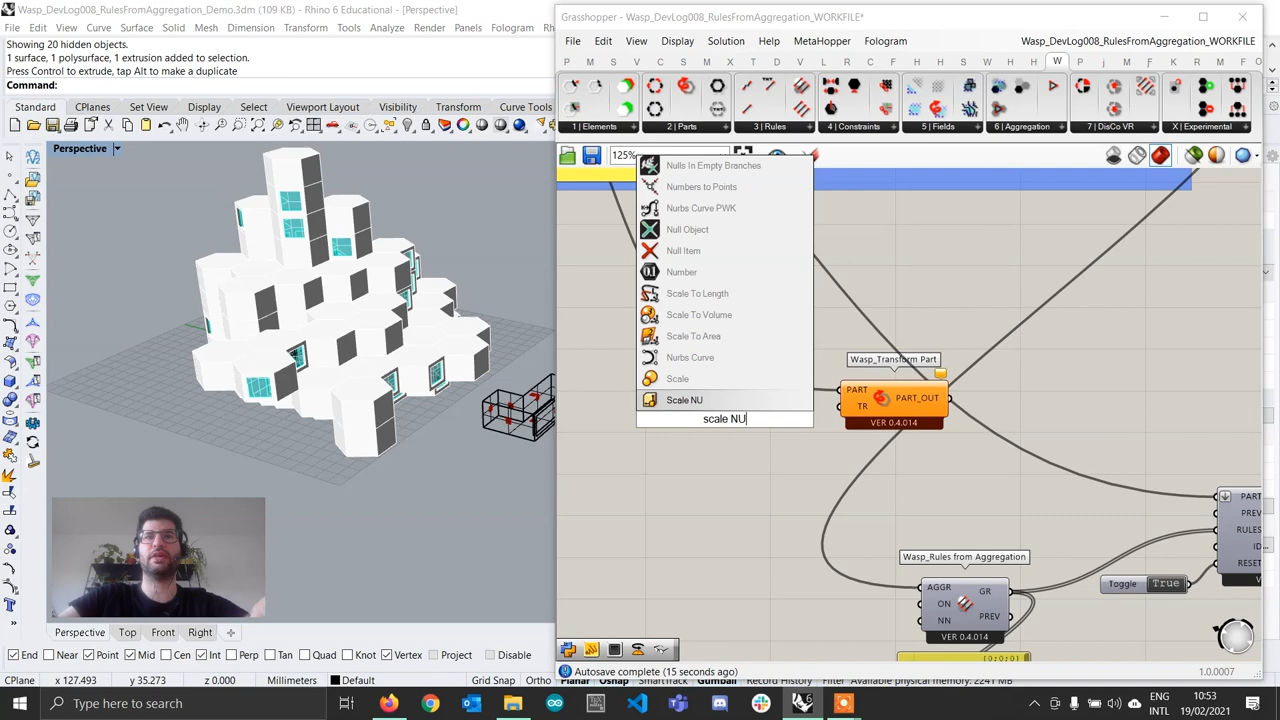 Wasp_DevLog008_RulesFromAggregation_Demo.3dm (109 KB) - Rhino 6 Educational - [Perspective]
File Edit View Curve Surface Solid Mesh Dimension Transform Tools Analyze Render Panels Fologram
Showing 20 hidden objects.
1 surface, 1 polysurface, 1 extrusion added to selection.
Press Control to extrude, tap Alt to make a duplicate
Command:
Standard CPlanes Set View Display Select Viewport Layout Visibility Transform Curve Tools
Perspective
Grasshopper - Wasp_DevLog008_RulesFromAggregation_WORKFILE*
File Edit View Display Solution Help MetaHopper Fologram
Wasp_DevLog008_RulesFromAggregation_WORKFILE
P M S V C S M I T D W V L R M C F H H W H H P J M F A K R M F
1 | Elements 2 | Parts 3 | Rules 4 | Constraints 5 | Fields 6 | Aggregation 7 | DisCo VR X | Experimental
125%
Nulls In Empty Branches
Numbers to Points
Nurbs Curve PWK
Null Object
Null Item
Number
Scale To Length
Scale To Volume
Scale To Area
Nurbs Curve
Scale
Scale NU
scale NU
Wasp_Transform Part
PART
TR
PART_OUT
VER 0.4.014
Wasp_Rules from Aggregation
AGGR
ON
NN
GR
PREV
VER 0.4.014
Toggle True
PART
PREV
RULES
ID...
RESET
Autosave complete (15 seconds ago)
1.0.0007
Perspective Top Front Right
End Near Point Mid Cen Int Perp Tan Quad Knot Vertex Project Disable
CPlane x 127.493 y 35.273 z 0.000 Millimeters Default Grid Snap Ortho Planar Osnap SmartTrack Gumball Record History Filter Available physical memory: 2241 MB
Type here to search
ENG
INTL
10:53
19/02/2021